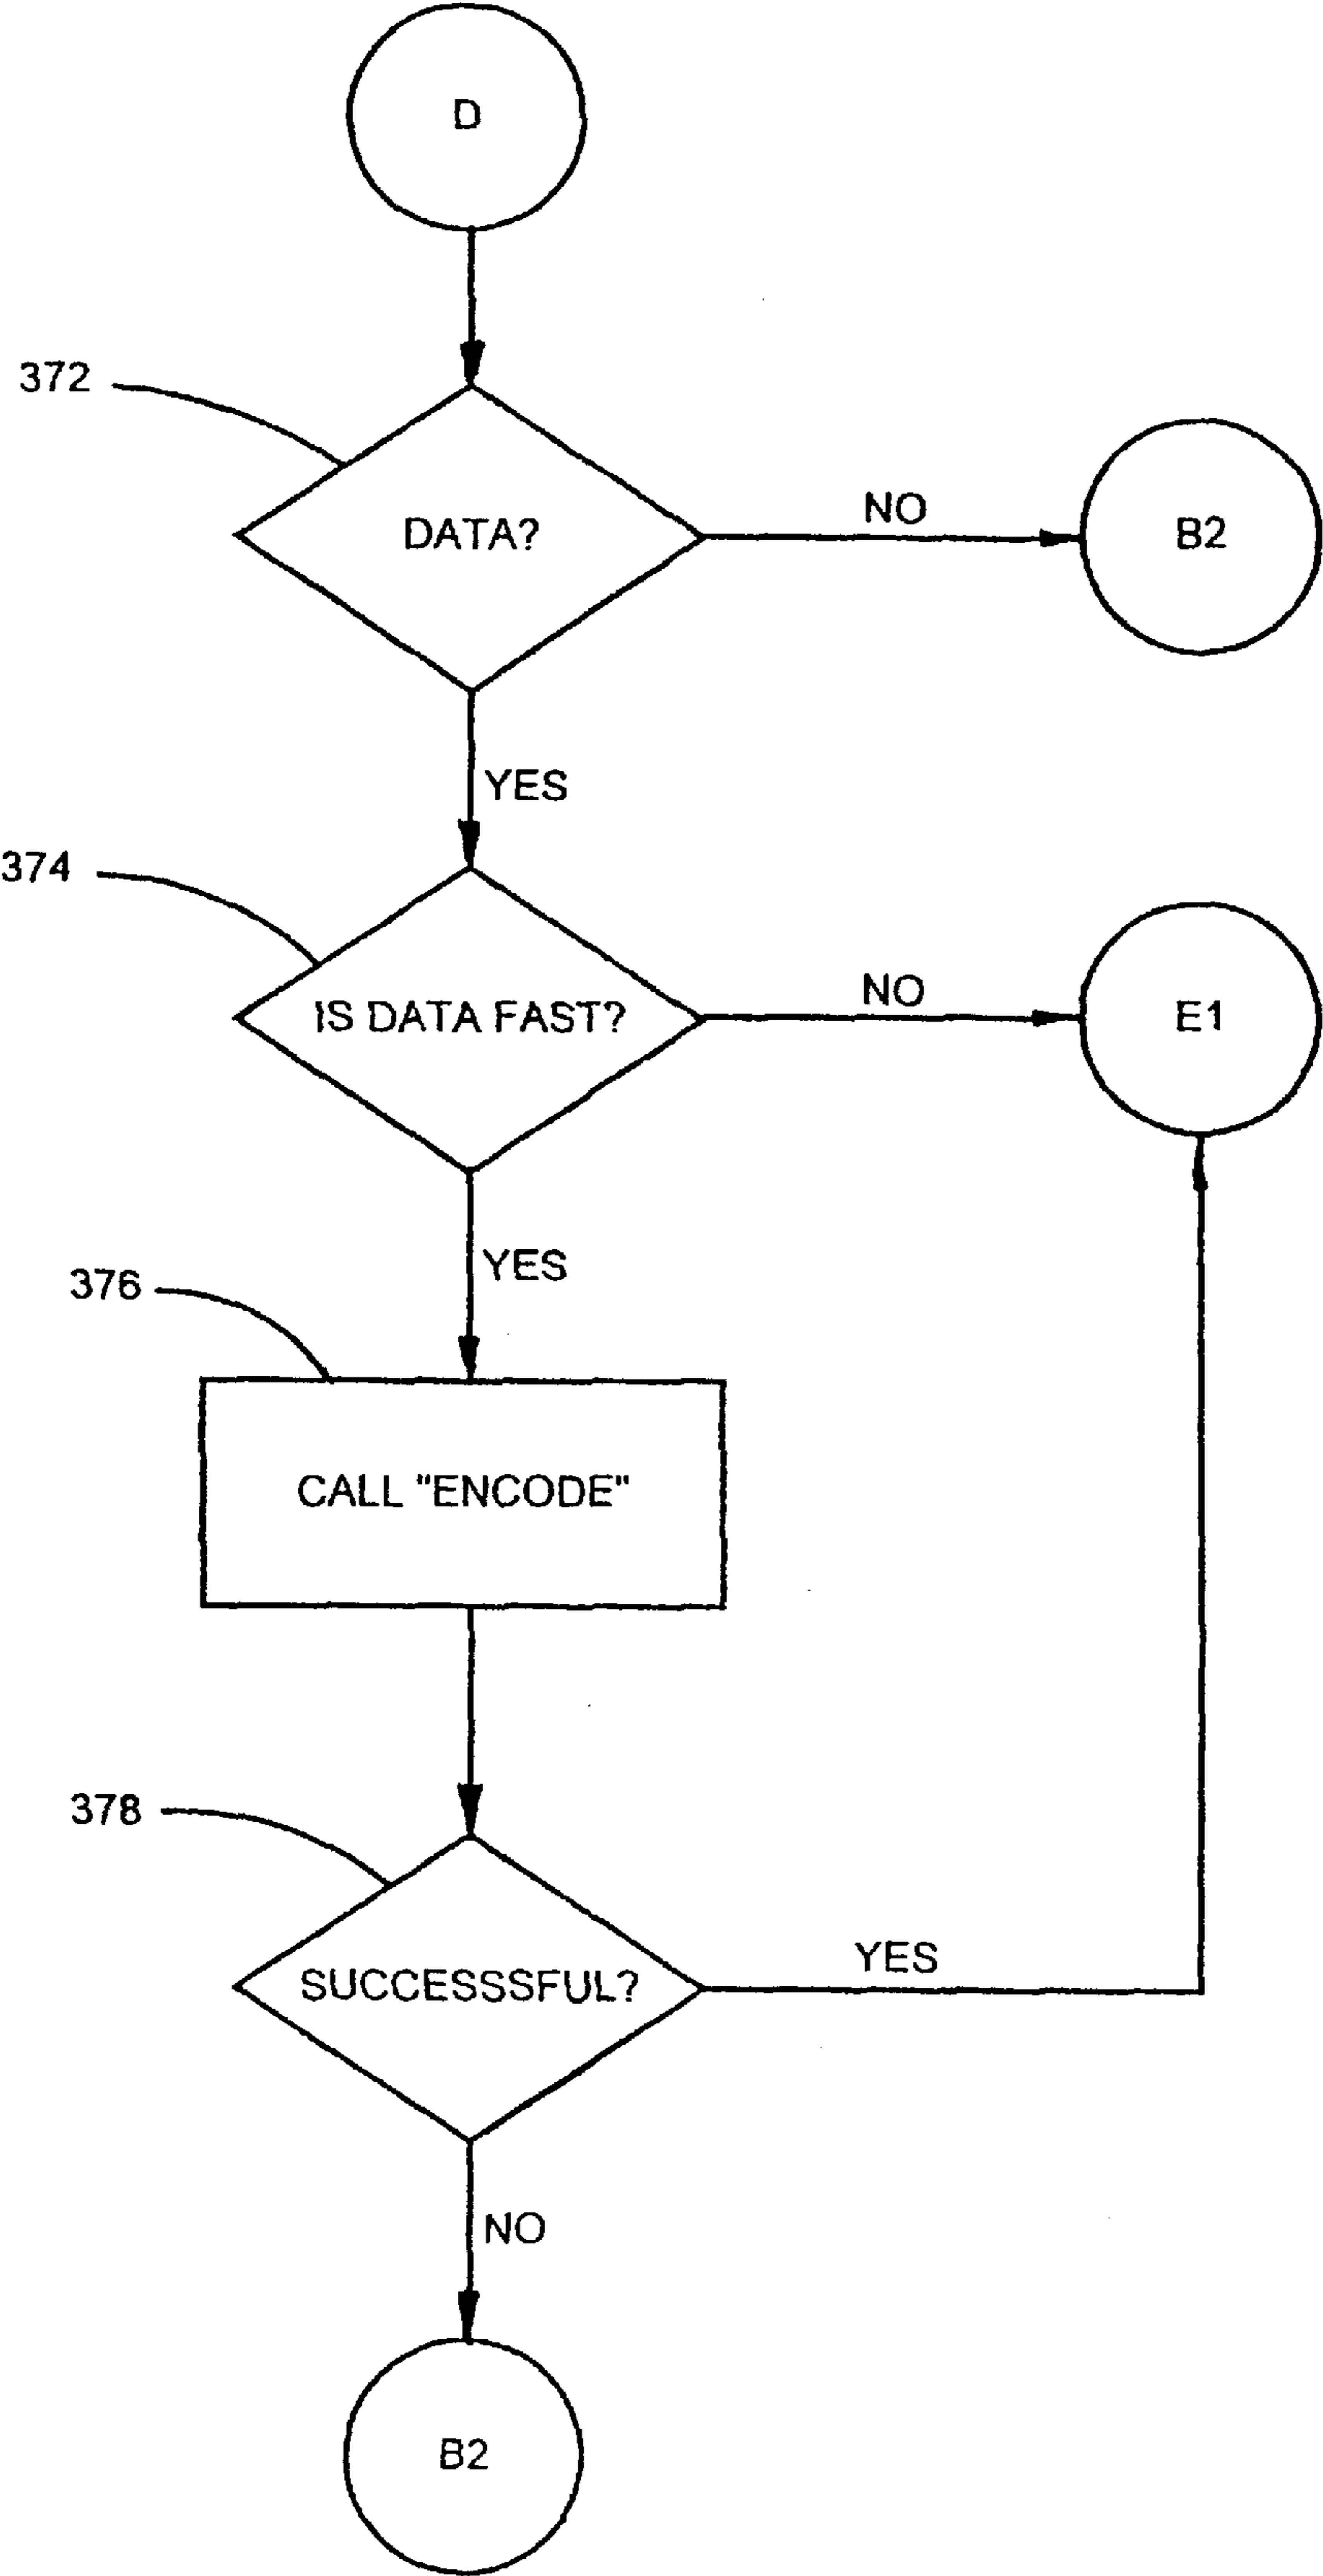 D
372
DATA?
NO
B2
YES
374
IS DATA FAST?
NO
E1
YES
376
CALL "ENCODE"
378
SUCCESSSFUL?
YES
NO
B2